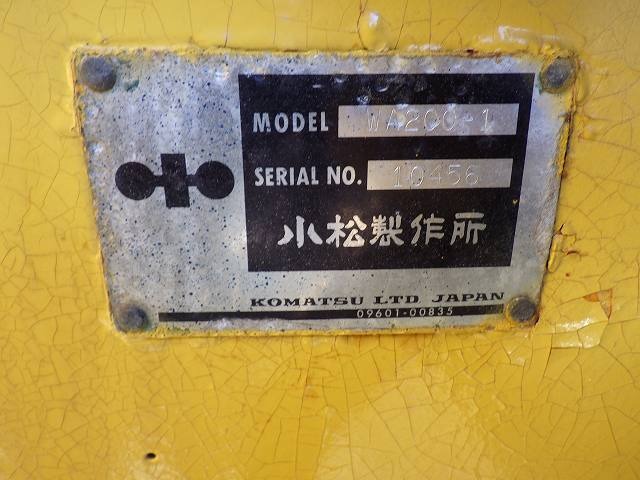 MODEL WA200-1
SERIAL NO. 10456
小松製作所
KOMATSU LTD JAPAN
09601-00835